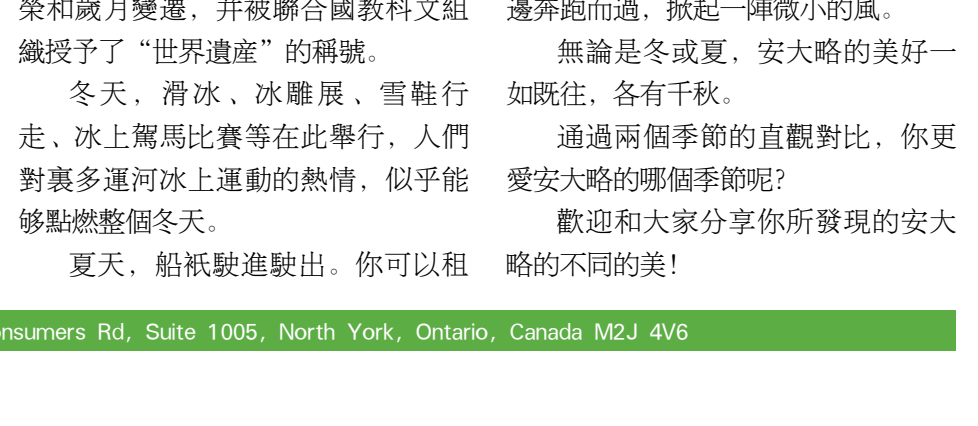 榮和歲月變遷，并被聯合國教科文組
織授予了“世界遺産”的稱號。
冬天，滑冰、冰雕展、雪鞋行
走、冰上駕馬比賽等在此舉行，人們
對裏多運河冰上運動的熱情，似乎能
够點燃整個冬天。
夏天，船衹駛進駛出。你可以租
邊奔跑而過，掀起一陣微小的風。
無論是冬或夏，安大略的美好一
如既往，各有千秋。
通過兩個季節的直觀對比，你更
愛安大略的哪個季節呢？
歡迎和大家分享你所發現的安大
略的不同的美！
onsumers Rd, Suite 1005, North York, Ontario, Canada M2J 4V6